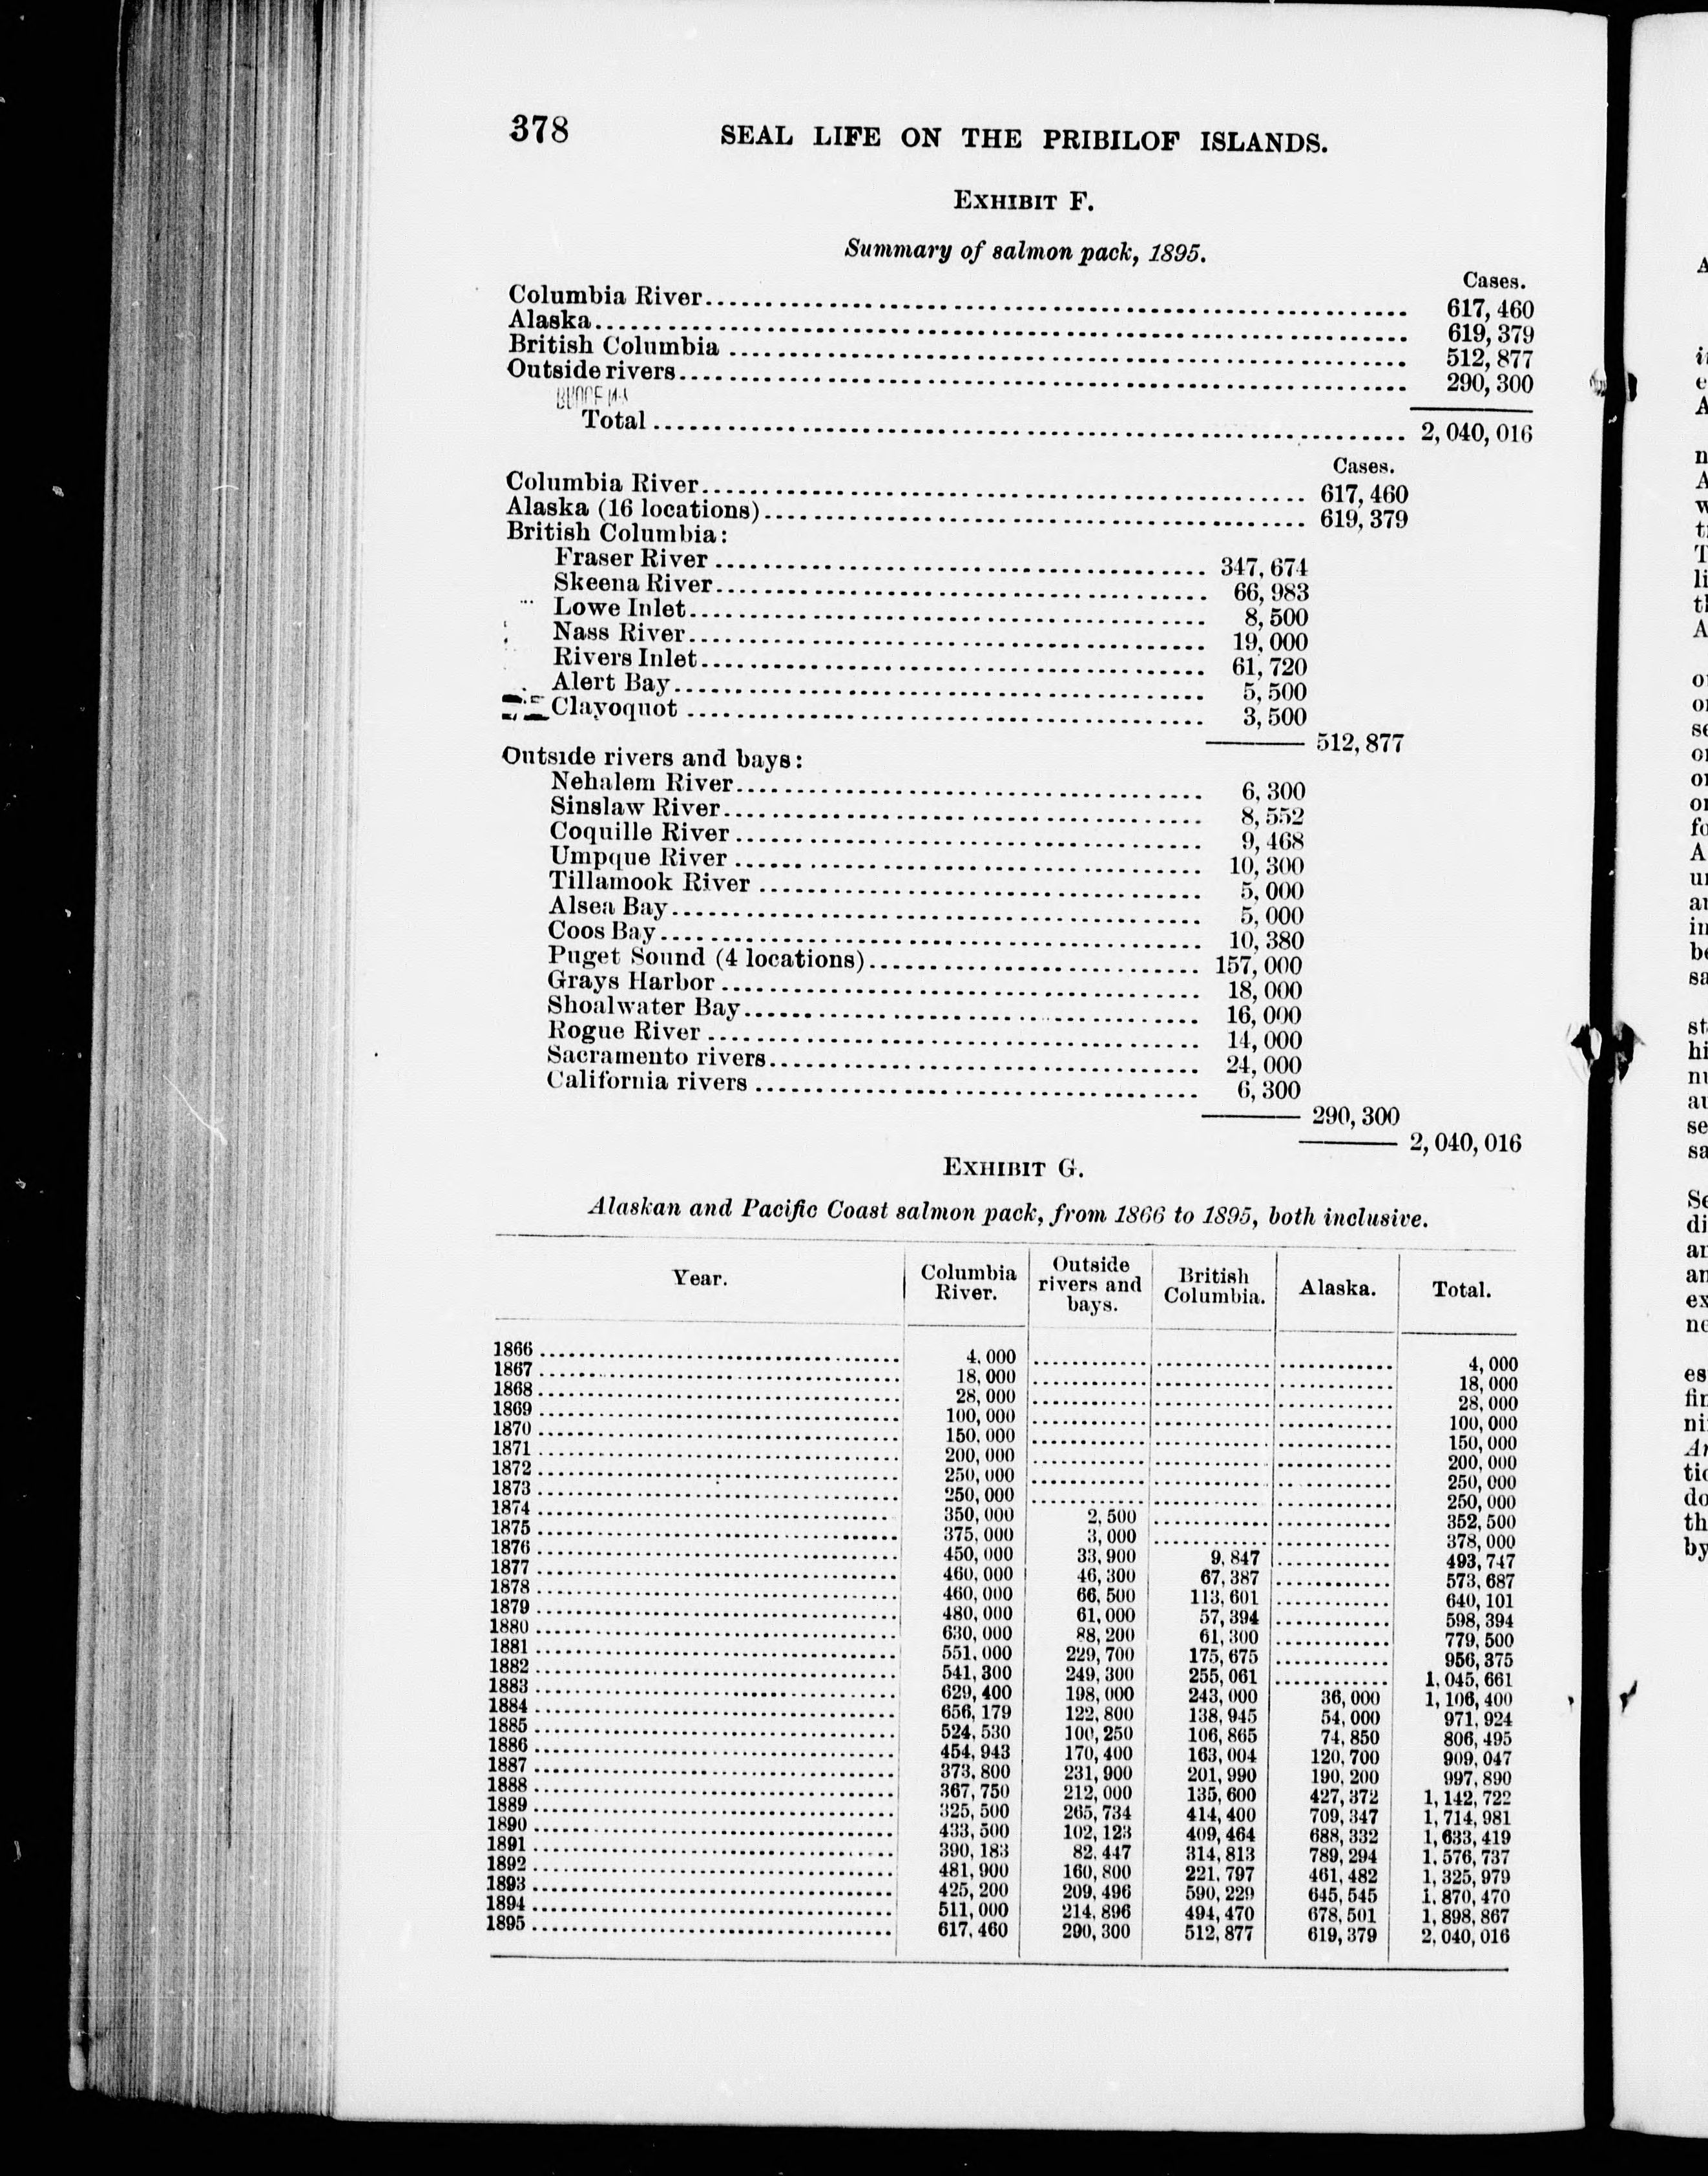 378 SEAL LIFE ON THE PRIBILOF ISLANDS.
EXHIBIT F.
Summary of salmon pack, 1895.
Cases.
Columbia River 617,460
Alaska 619,379
British Columbia 512,877
Outside rivers 290,300
Total 2,040,016
Cases.
Columbia River 617,460
Alaska (16 locations) 619,379
British Columbia:
Fraser River 347,674
Skeena River 66,983
Lowe Inlet 8,500
Nass River 19,000
Rivers Inlet 61,720
Alert Bay 5,500
Clayoquot 3,500
512,877
Outside rivers and bays:
Nehalem River 6,300
Sinslaw River 8,552
Coquille River 9,468
Umpque River 10,300
Tillamook River 5,000
Alsea Bay 5,000
Coos Bay 10,380
Puget Sound (4 locations) 157,000
Grays Harbor 18,000
Shoalwater Bay 16,000
Rogue River 14,000
Sacramento rivers 24,000
California rivers 6,300
290,300
2,040,016
EXHIBIT G.
Alaskan and Pacific Coast salmon pack, from 1866 to 1895, both inclusive.
Year. Columbia River. Outside rivers and bays. British Columbia. Alaska. Total.
1866 4,000 4,000
1867 18,000 18,000
1868 28,000 28,000
1869 100,000 100,000
1870 150,000 150,000
1871 200,000 200,000
1872 250,000 250,000
1873 250,000 250,000
1874 350,000 2,500 352,500
1875 375,000 3,000 378,000
1876 450,000 33,900 9,847 493,747
1877 460,000 46,300 67,387 573,687
1878 460,000 66,500 113,601 640,101
1879 480,000 61,000 57,394 598,394
1880 630,000 88,200 61,300 779,500
1881 551,000 229,700 175,675 956,375
1882 541,300 249,300 255,061 1,045,661
1883 629,400 198,000 243,000 36,000 1,106,400
1884 656,179 122,800 138,945 54,000 971,924
1885 524,530 100,250 106,865 74,850 806,495
1886 454,943 170,400 163,004 120,700 909,047
1887 373,800 231,900 201,990 190,200 997,890
1888 367,750 212,000 135,600 427,372 1,142,722
1889 325,500 265,734 414,400 709,347 1,714,981
1890 433,500 102,123 409,464 688,332 1,633,419
1891 390,183 82,447 314,813 789,294 1,576,737
1892 481,900 160,800 221,797 461,482 1,325,979
1893 425,200 209,496 590,229 645,545 1,870,470
1894 511,000 214,896 494,470 678,501 1,898,867
1895 617,460 290,300 512,877 619,379 2,040,016